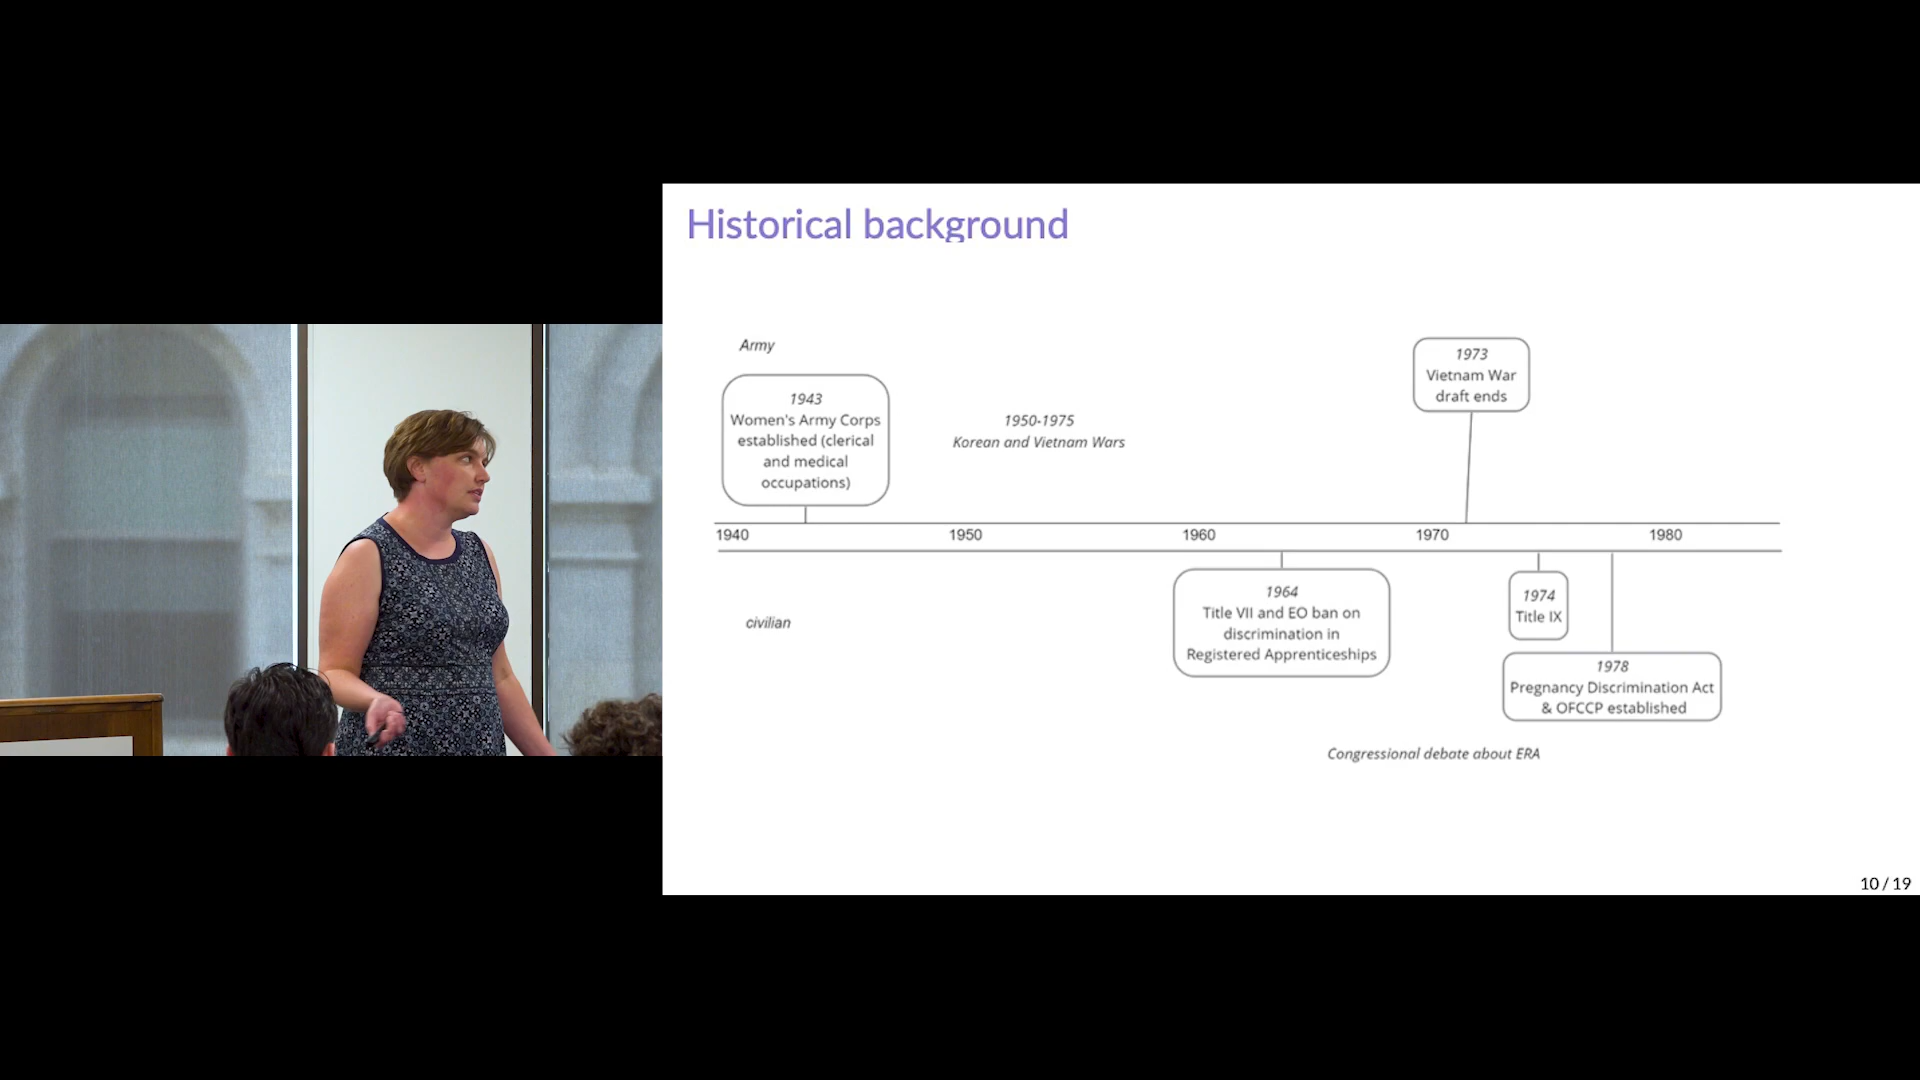 Historical background
Army
1943
Women's Army Corps
established (clerical
and medical
occupations)
1950-1975
Korean and Vietnam Wars
1973
Vietnam War
draft ends
1940 1950 1960 1970 1980
civilian
1964
Title VII and EO ban on
discrimination in
Registered Apprenticeships
1974
Title IX
1978
Pregnancy Discrimination Act
& OFCCP established
Congressional debate about ERA
10 / 19